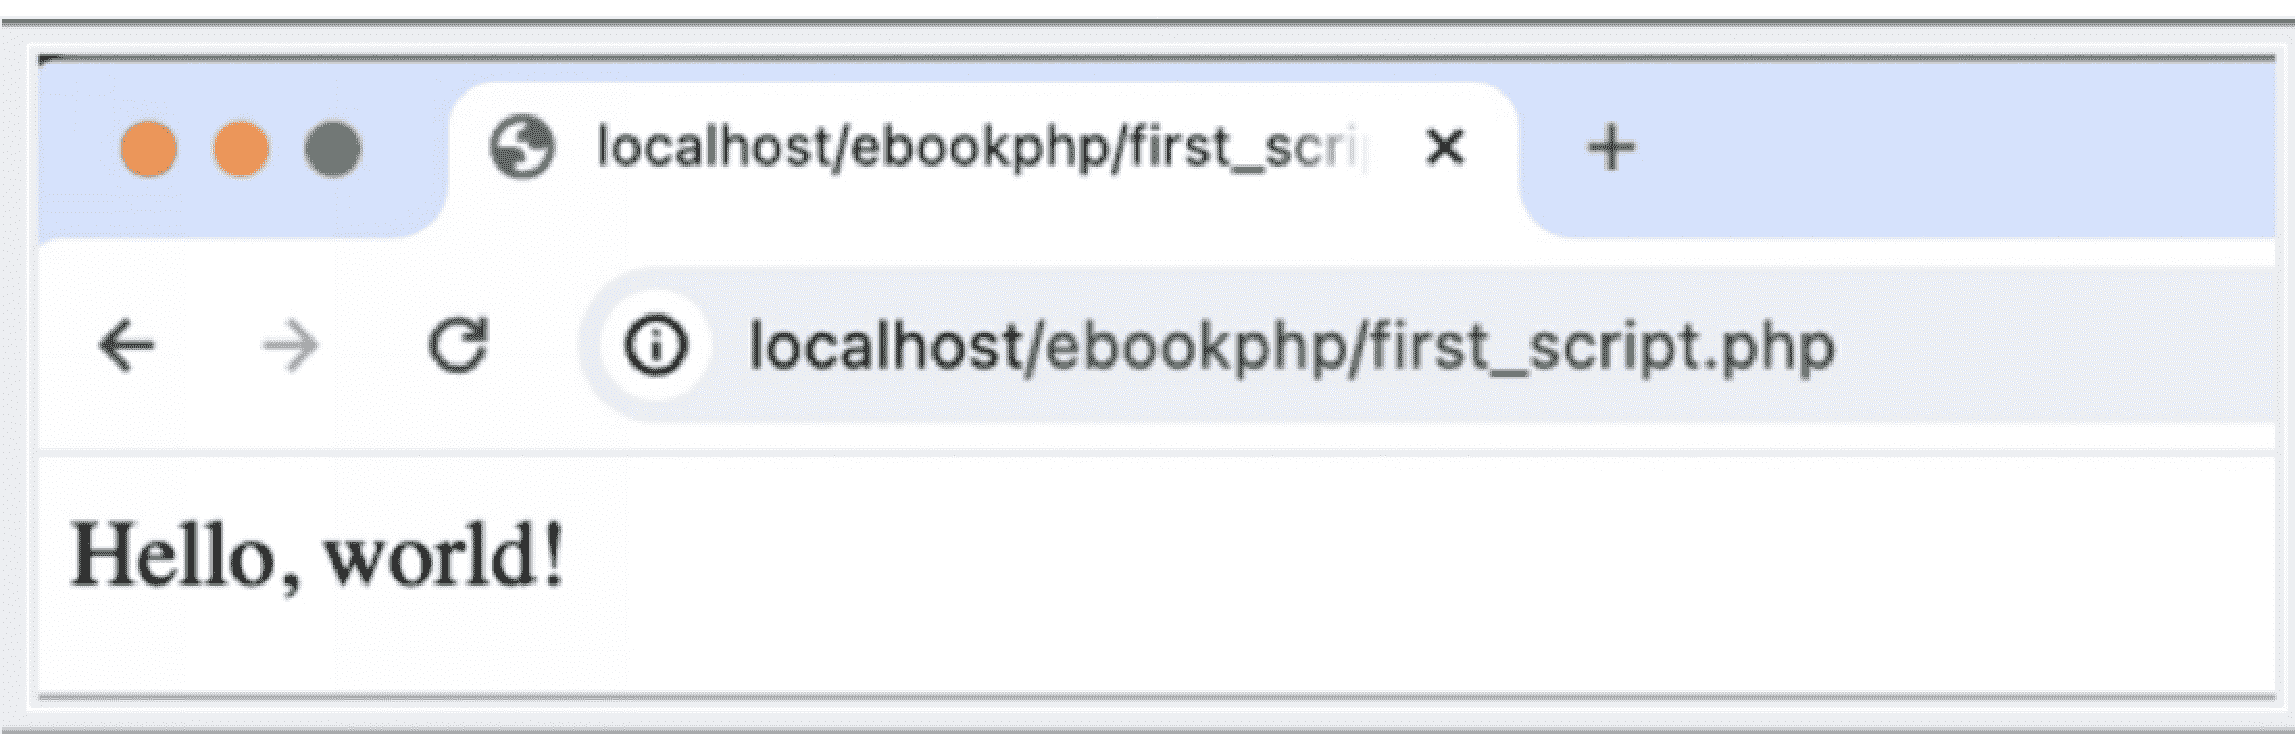 localhost/ebookphp/first_scri
localhost/ebookphp/first_script.php
Hello, world!